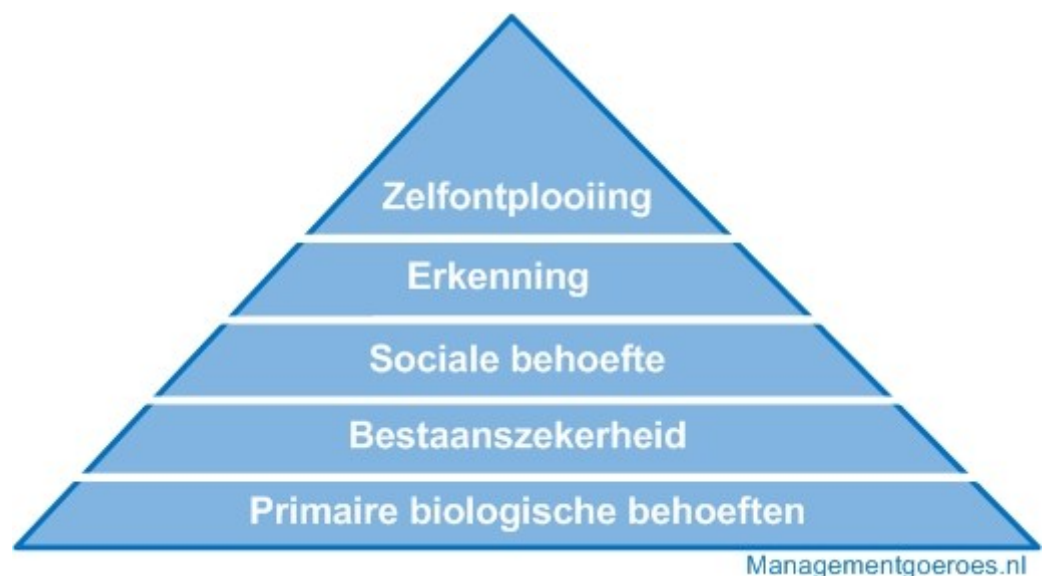 Zelfontplooiing
Erkenning
Sociale behoefte
Bestaanszekerheid
Primaire biologische behoeften
Managementgoeroes.nl